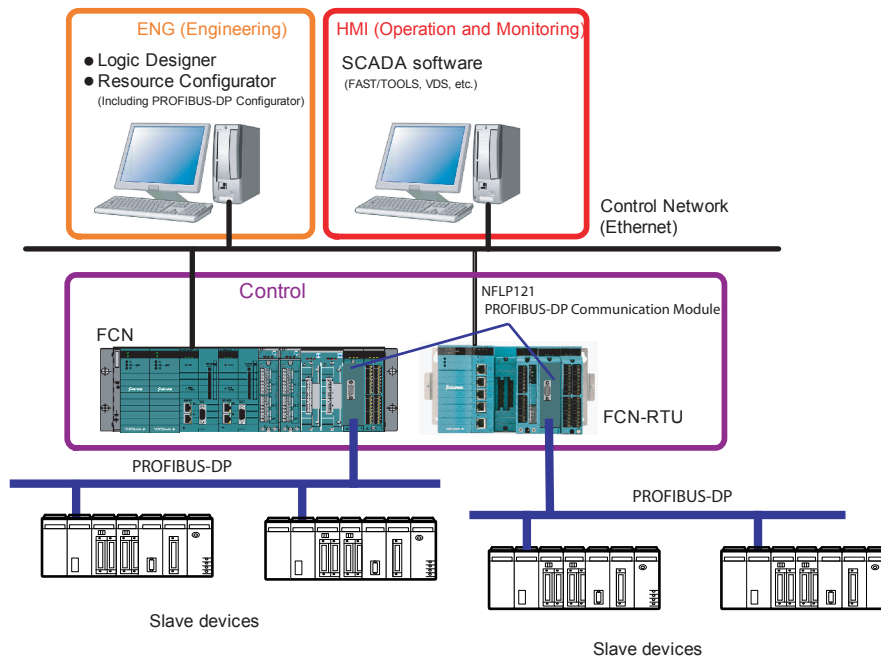 ENG (Engineering)
● Logic Designer
● Resource Configurator
(Including PROFIBUS-DP Configurator)
HMI (Operation and Monitoring)
SCADA software
(FAST/TOOLS, VDS, etc.)
Control Network
(Ethernet)
Control
NFLP121
PROFIBUS-DP Communication Module
FCN
FCN-RTU
PROFIBUS-DP
PROFIBUS-DP
Slave devices
Slave devices